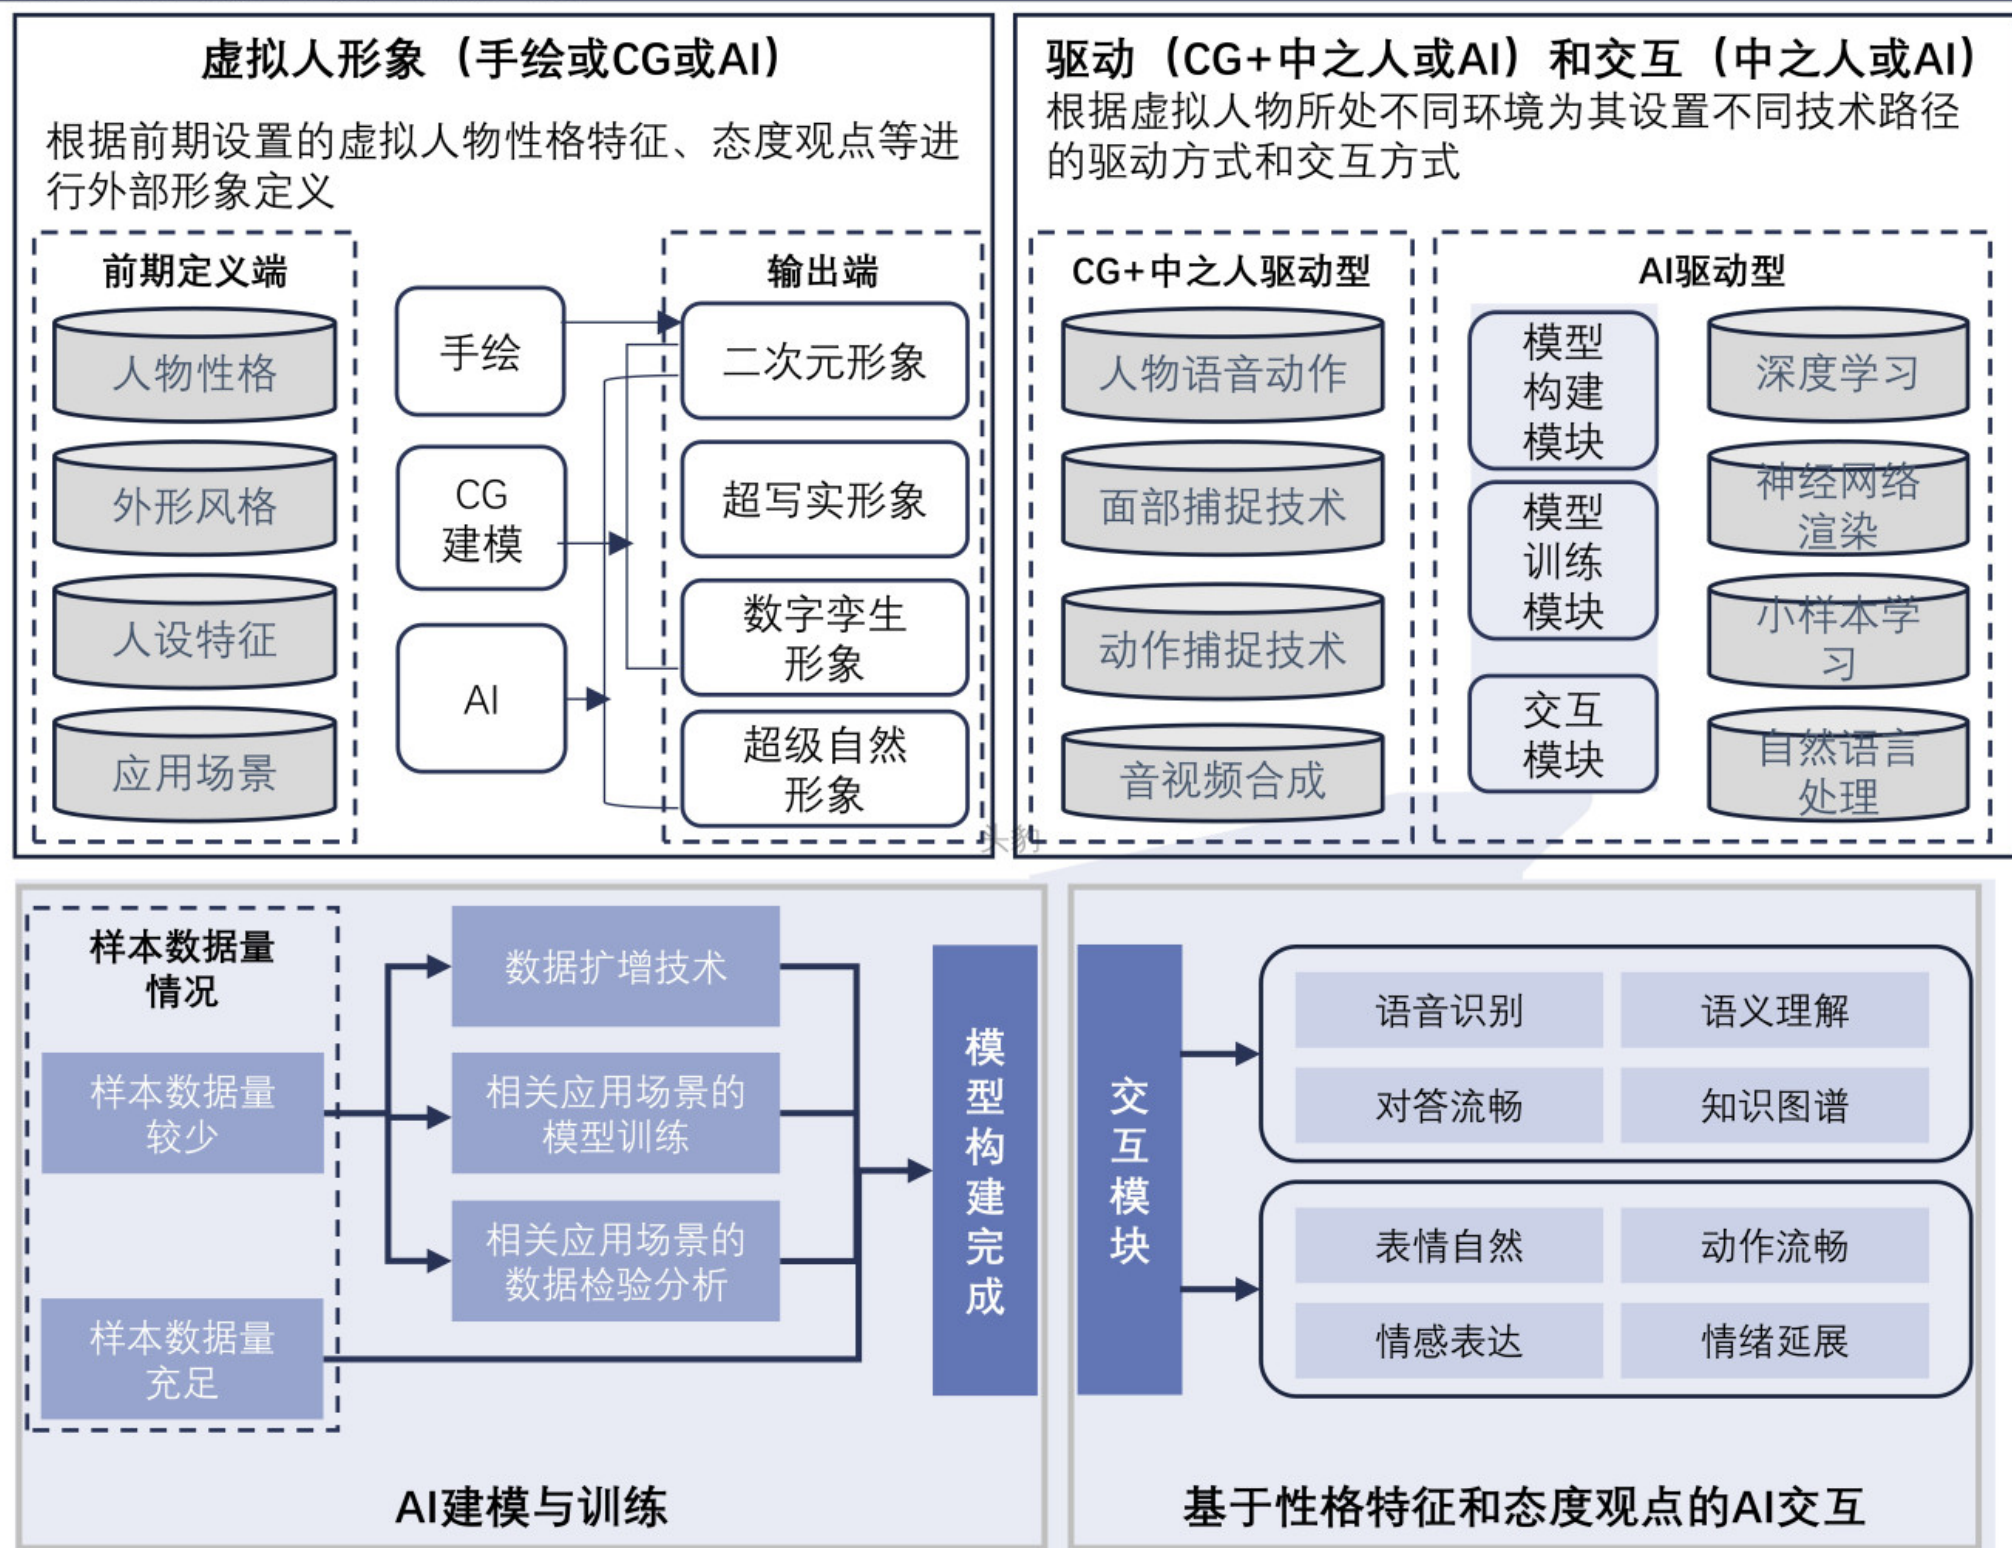 虚拟人形象（手绘或CG或AI）
根据前期设置的虚拟人物性格特征、态度观点等进
行外部形象定义
前期定义端
人物性格
外形风格
人设特征
应用场景
手绘
CG
建模
AI
输出端
二次元形象
超写实形象
数字孪生
形象
超级自然
形象
驱动（CG+中之人或AI）和交互（中之人或AI）
根据虚拟人物所处不同环境为其设置不同技术路径
的驱动方式和交互方式
CG+中之人驱动型
人物语音动作
面部捕捉技术
动作捕捉技术
音视频合成
AI驱动型
模型
构建
模块
模型
训练
模块
交互
模块
深度学习
神经网络
渲染
小样本学
习
自然语言
处理
头豹
样本数据量
情况
样本数据量
较少
样本数据量
充足
数据扩增技术
相关应用场景的
模型训练
相关应用场景的
数据检验分析
模
型
构
建
完
成
AI建模与训练
交
互
模
块
语音识别
语义理解
对答流畅
知识图谱
表情自然
动作流畅
情感表达
情绪延展
基于性格特征和态度观点的AI交互